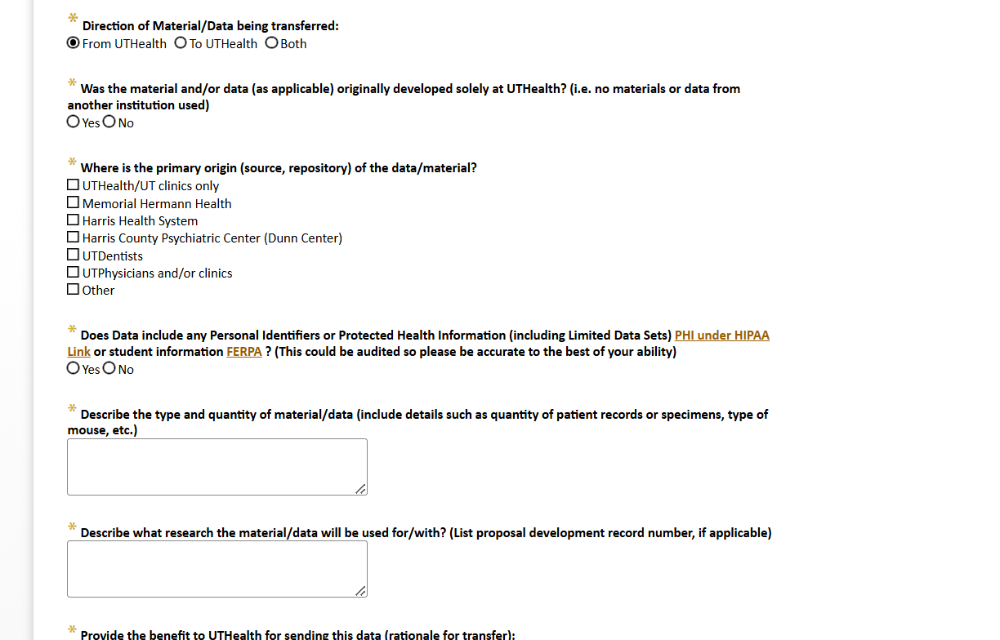 * Direction of Material/Data being transferred:
From UTHealth To UTHealth Both
* Was the material and/or data (as applicable) originally developed solely at UTHealth? (i.e. no materials or data from
another institution used)
Yes No
* Where is the primary origin (source, repository) of the data/material?
UTHealth/UT clinics only
Memorial Hermann Health
Harris Health System
Harris County Psychiatric Center (Dunn Center)
UTDentists
UTPhysicians and/or clinics
Other
* Does Data include any Personal Identifiers or Protected Health Information (including Limited Data Sets) PHI under HIPAA
Link or student information FERPA ? (This could be audited so please be accurate to the best of your ability)
Yes No
* Describe the type and quantity of material/data (include details such as quantity of patient records or specimens, type of
mouse, etc.)
* Describe what research the material/data will be used for/with? (List proposal development record number, if applicable)
* Provide the benefit to UTHealth for sending this data (rationale for transfer):